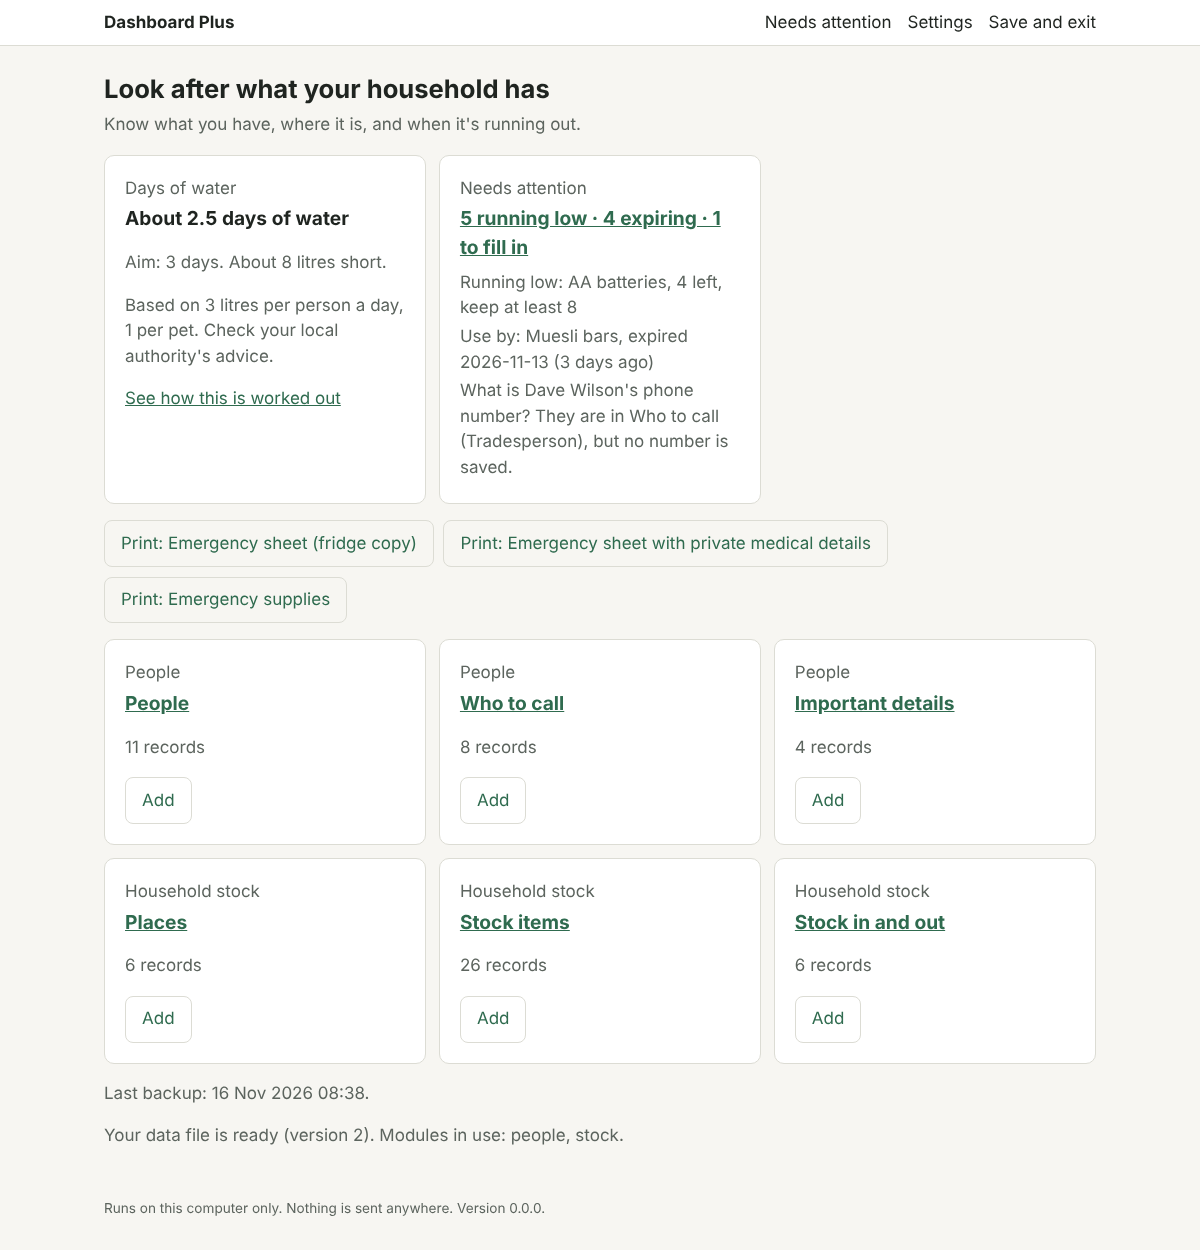 Dashboard Plus
Needs attention Settings Save and exit
Look after what your household has
Know what you have, where it is, and when it's running out.
Days of water
About 2.5 days of water
Aim: 3 days. About 8 litres short.
Based on 3 litres per person a day,
1 per pet. Check your local
authority's advice.
See how this is worked out
Needs attention
5 running low · 4 expiring · 1
to fill in
Running low: AA batteries, 4 left,
keep at least 8
Use by: Muesli bars, expired
2026-11-13 (3 days ago)
What is Dave Wilson's phone
number? They are in Who to call
(Tradesperson), but no number is
saved.
Print: Emergency sheet (fridge copy)
Print: Emergency sheet with private medical details
Print: Emergency supplies
People
People
11 records
Add
People
Who to call
8 records
Add
People
Important details
4 records
Add
Household stock
Places
6 records
Add
Household stock
Stock items
26 records
Add
Household stock
Stock in and out
6 records
Add
Last backup: 16 Nov 2026 08:38.
Your data file is ready (version 2). Modules in use: people, stock.
Runs on this computer only. Nothing is sent anywhere. Version 0.0.0.